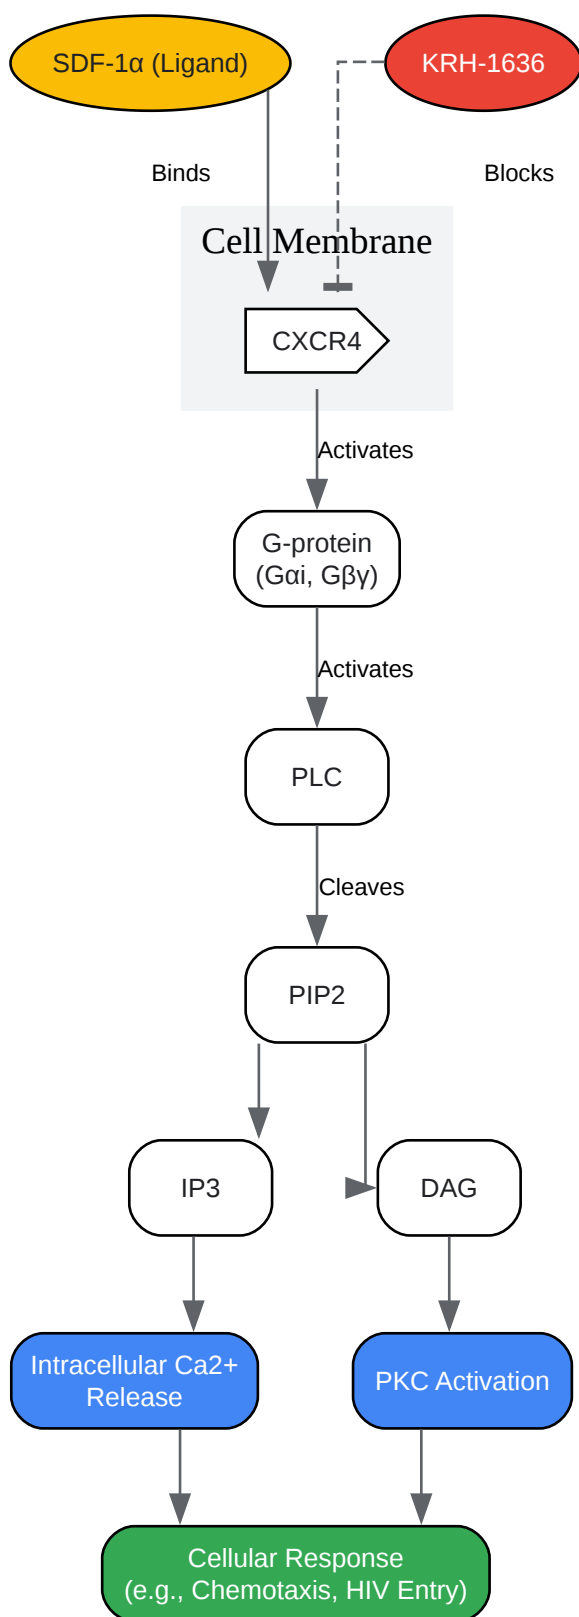 SDF-1α (Ligand)
KRH-1636
Binds
Blocks
Cell Membrane
CXCR4
Activates
G-protein
(Gαi, Gβγ)
Activates
PLC
Cleaves
PIP2
IP3
DAG
Intracellular Ca2+
Release
PKC Activation
Cellular Response
(e.g., Chemotaxis, HIV Entry)